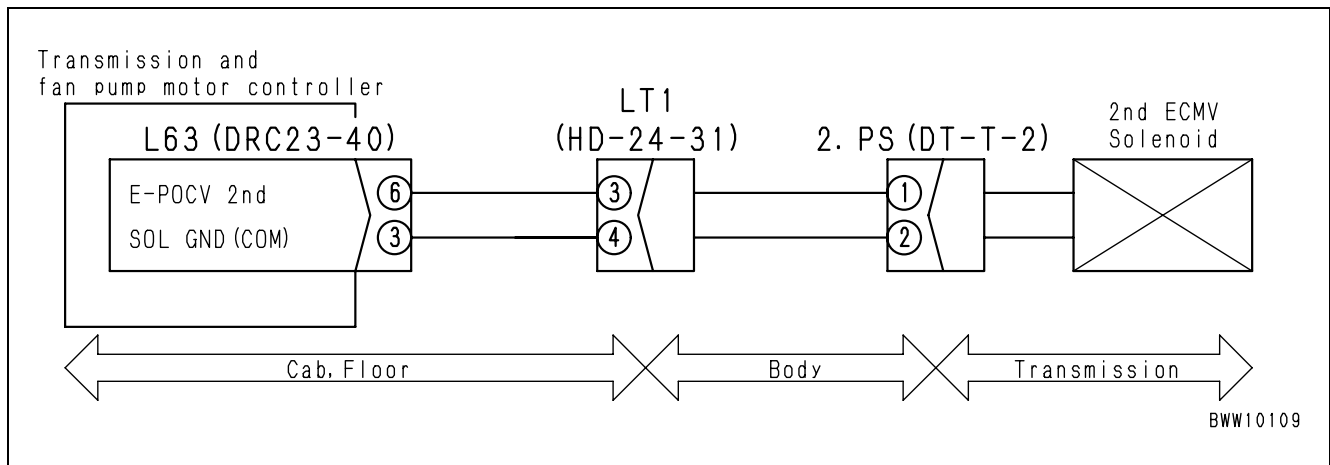 Transmission and
fan pump motor controller
L63 (DRC23-40)
LT1
(HD-24-31)
2. PS (DT-T-2)
2nd ECMV
Solenoid
E-POCV 2nd
6
3
1
SOL GND (COM)
3
4
2
Cab, Floor
Body
Transmission
BWW10109